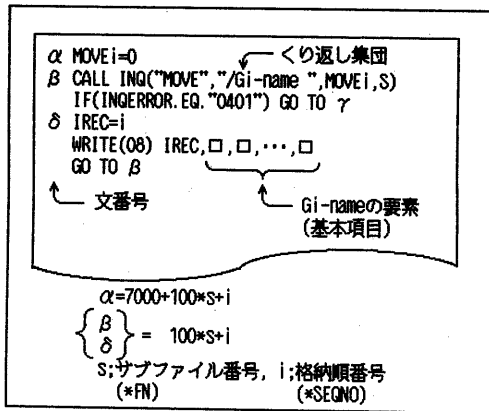 α MOVEi=0 くり返し集団
β CALL INQ("MOVE","/Gi-name ",MOVEi,S)
IF(INQERROR.EQ."0401") GO TO γ
δ IREC=i
WRITE(08) IREC,□,□,⋯,□
GO TO β
文番号 Gi-nameの要素
(基本項目)
α=7000+100*s+i
{β δ} = 100*s+i
s;サブファイル番号, i;格納順番号
(*FN) (*SEQNO)